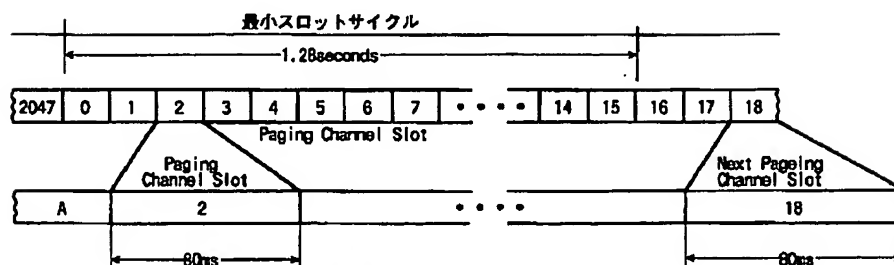 最小スロットサイクル
1.28seconds
2047 0 1 2 3 4 5 6 7 • • • • 14 15 16 17 18
Paging Channel Slot
Paging
Channel Slot
Next Pageing
Channel Slot
A 2 • • • • 18
80ms 80ms